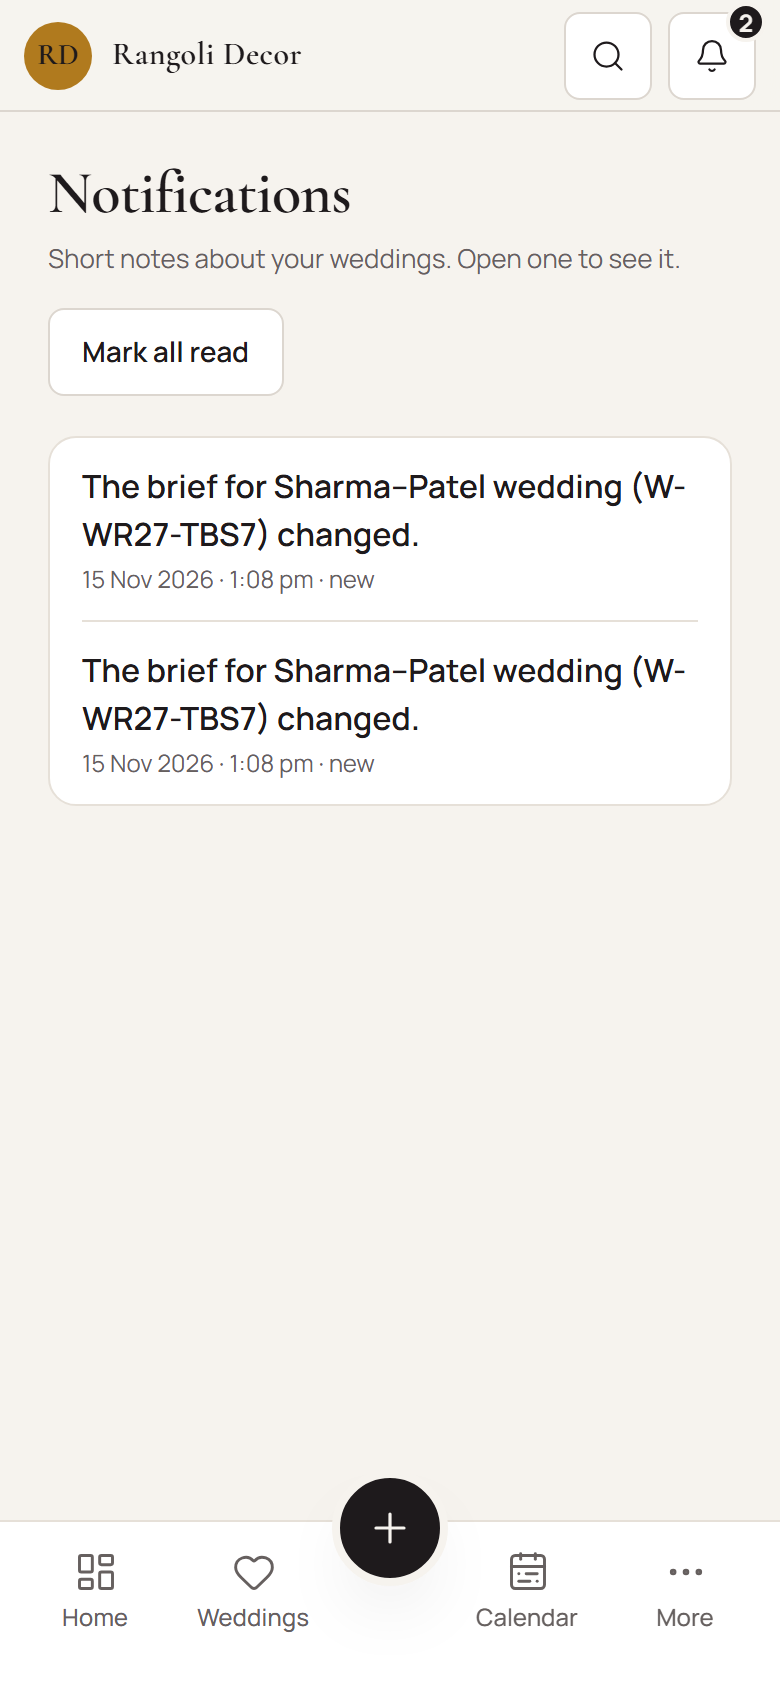 RD Rangoli Decor
2
Notifications
Short notes about your weddings. Open one to see it.
Mark all read
The brief for Sharma–Patel wedding (W-
WR27-TBS7) changed.
15 Nov 2026 · 1:08 pm · new
The brief for Sharma–Patel wedding (W-
WR27-TBS7) changed.
15 Nov 2026 · 1:08 pm · new
Home Weddings Calendar More